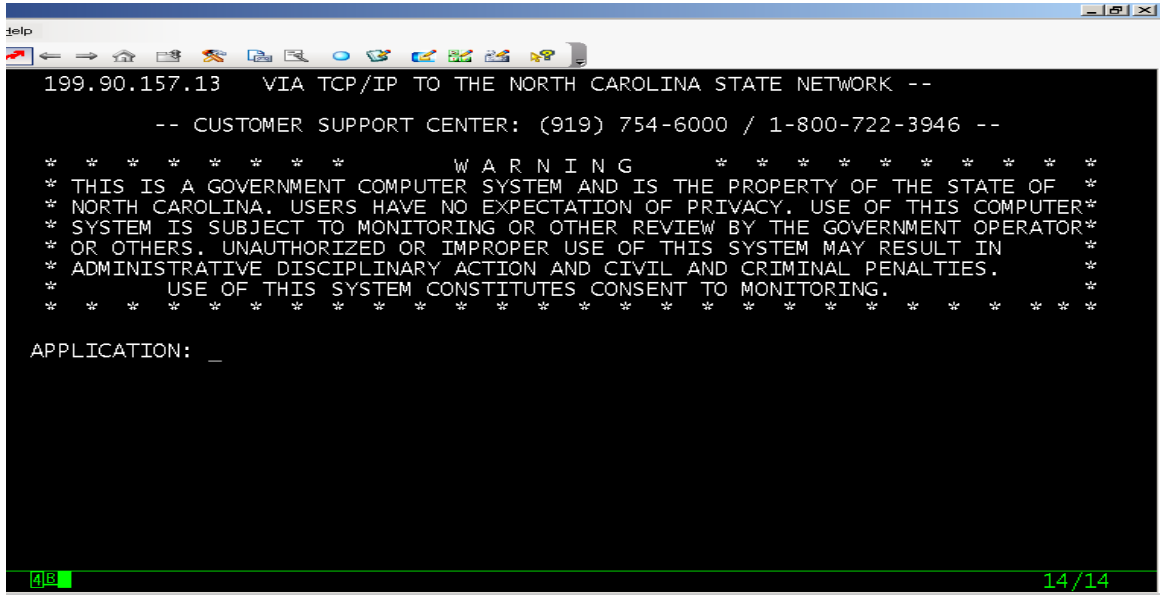 Help
199.90.157.13 VIA TCP/IP TO THE NORTH CAROLINA STATE NETWORK --
-- CUSTOMER SUPPORT CENTER: (919) 754-6000 / 1-800-722-3946 --
* * * * * * * * W A R N I N G * * * * * * * * * *
* THIS IS A GOVERNMENT COMPUTER SYSTEM AND IS THE PROPERTY OF THE STATE OF *
* NORTH CAROLINA. USERS HAVE NO EXPECTATION OF PRIVACY. USE OF THIS COMPUTER*
* SYSTEM IS SUBJECT TO MONITORING OR OTHER REVIEW BY THE GOVERNMENT OPERATOR*
* OR OTHERS. UNAUTHORIZED OR IMPROPER USE OF THIS SYSTEM MAY RESULT IN *
* ADMINISTRATIVE DISCIPLINARY ACTION AND CIVIL AND CRIMINAL PENALTIES. *
* USE OF THIS SYSTEM CONSTITUTES CONSENT TO MONITORING. *
* * * * * * * * * * * * * * * * * * * * * * * * * * *
APPLICATION: _
4B 14/14